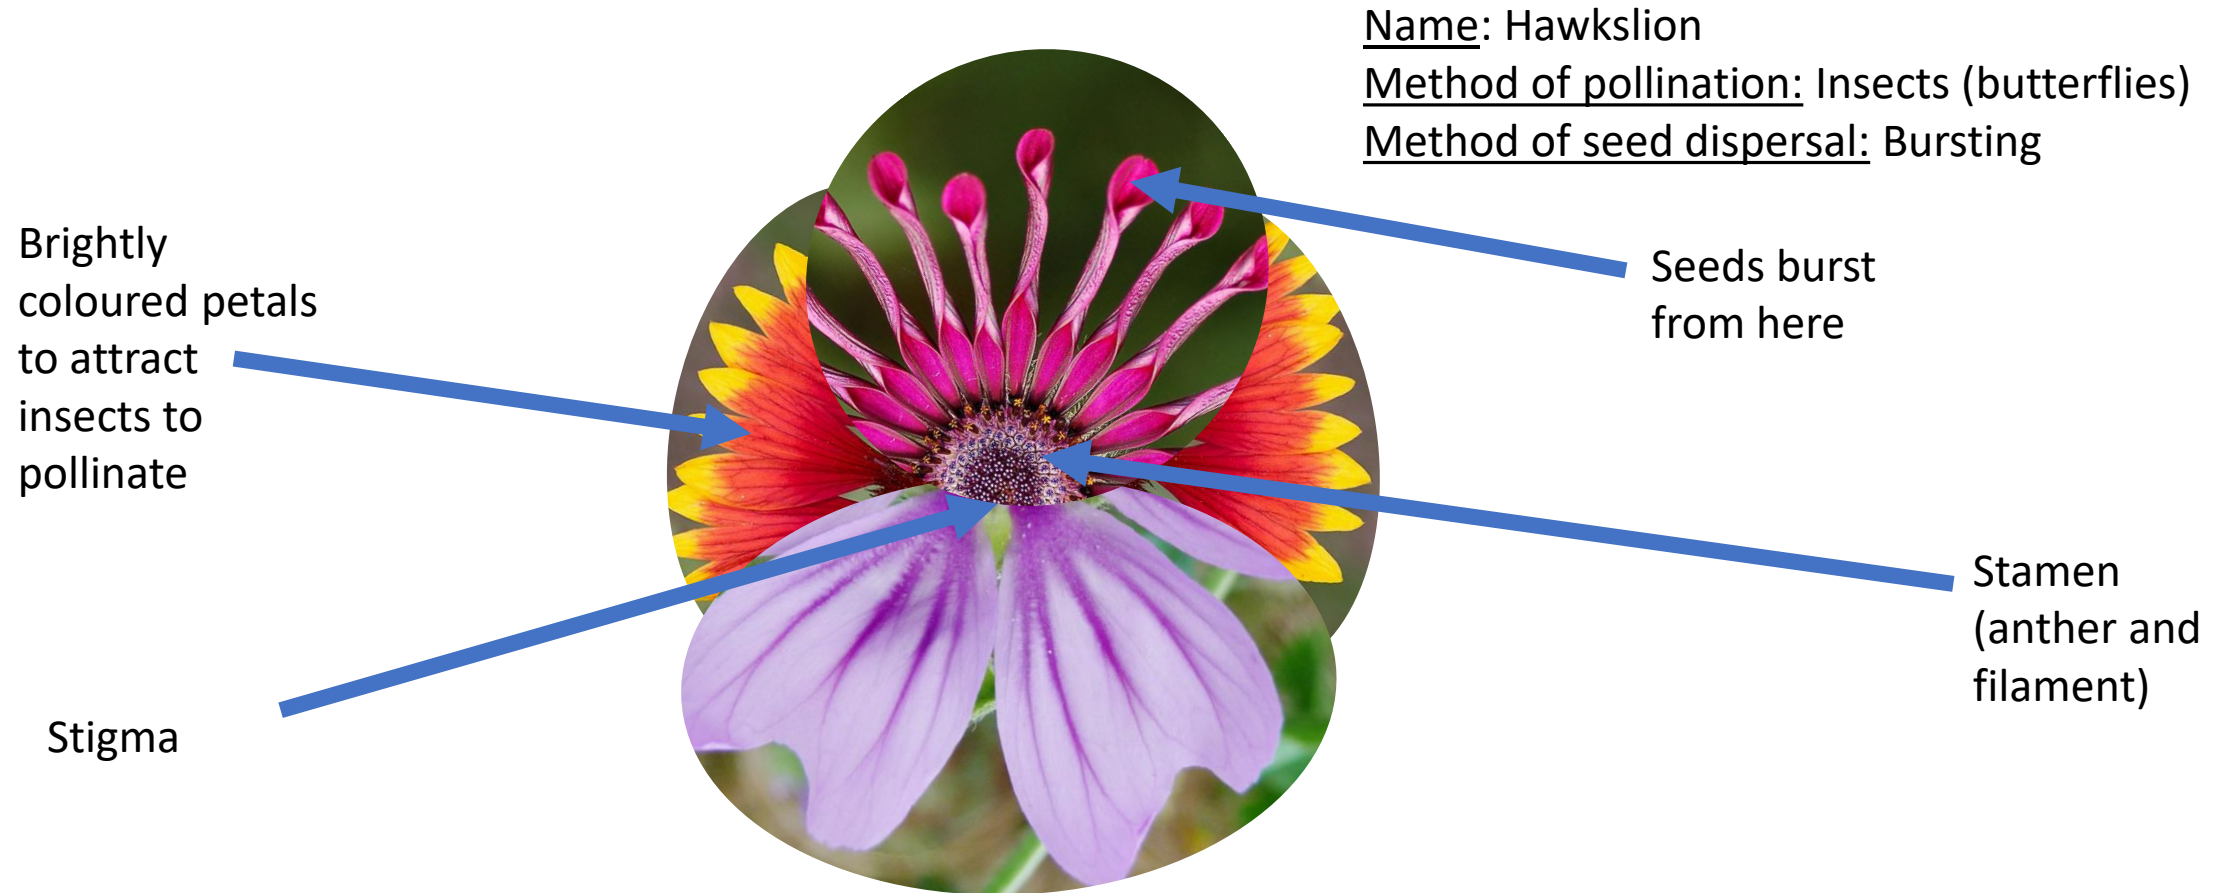 Name: Hawkslion
Method of pollination: Insects (butterflies)
Method of seed dispersal: Bursting
Brightly
coloured petals
to attract
insects to
pollinate
Seeds burst
from here
Stamen
(anther and
filament)
Stigma